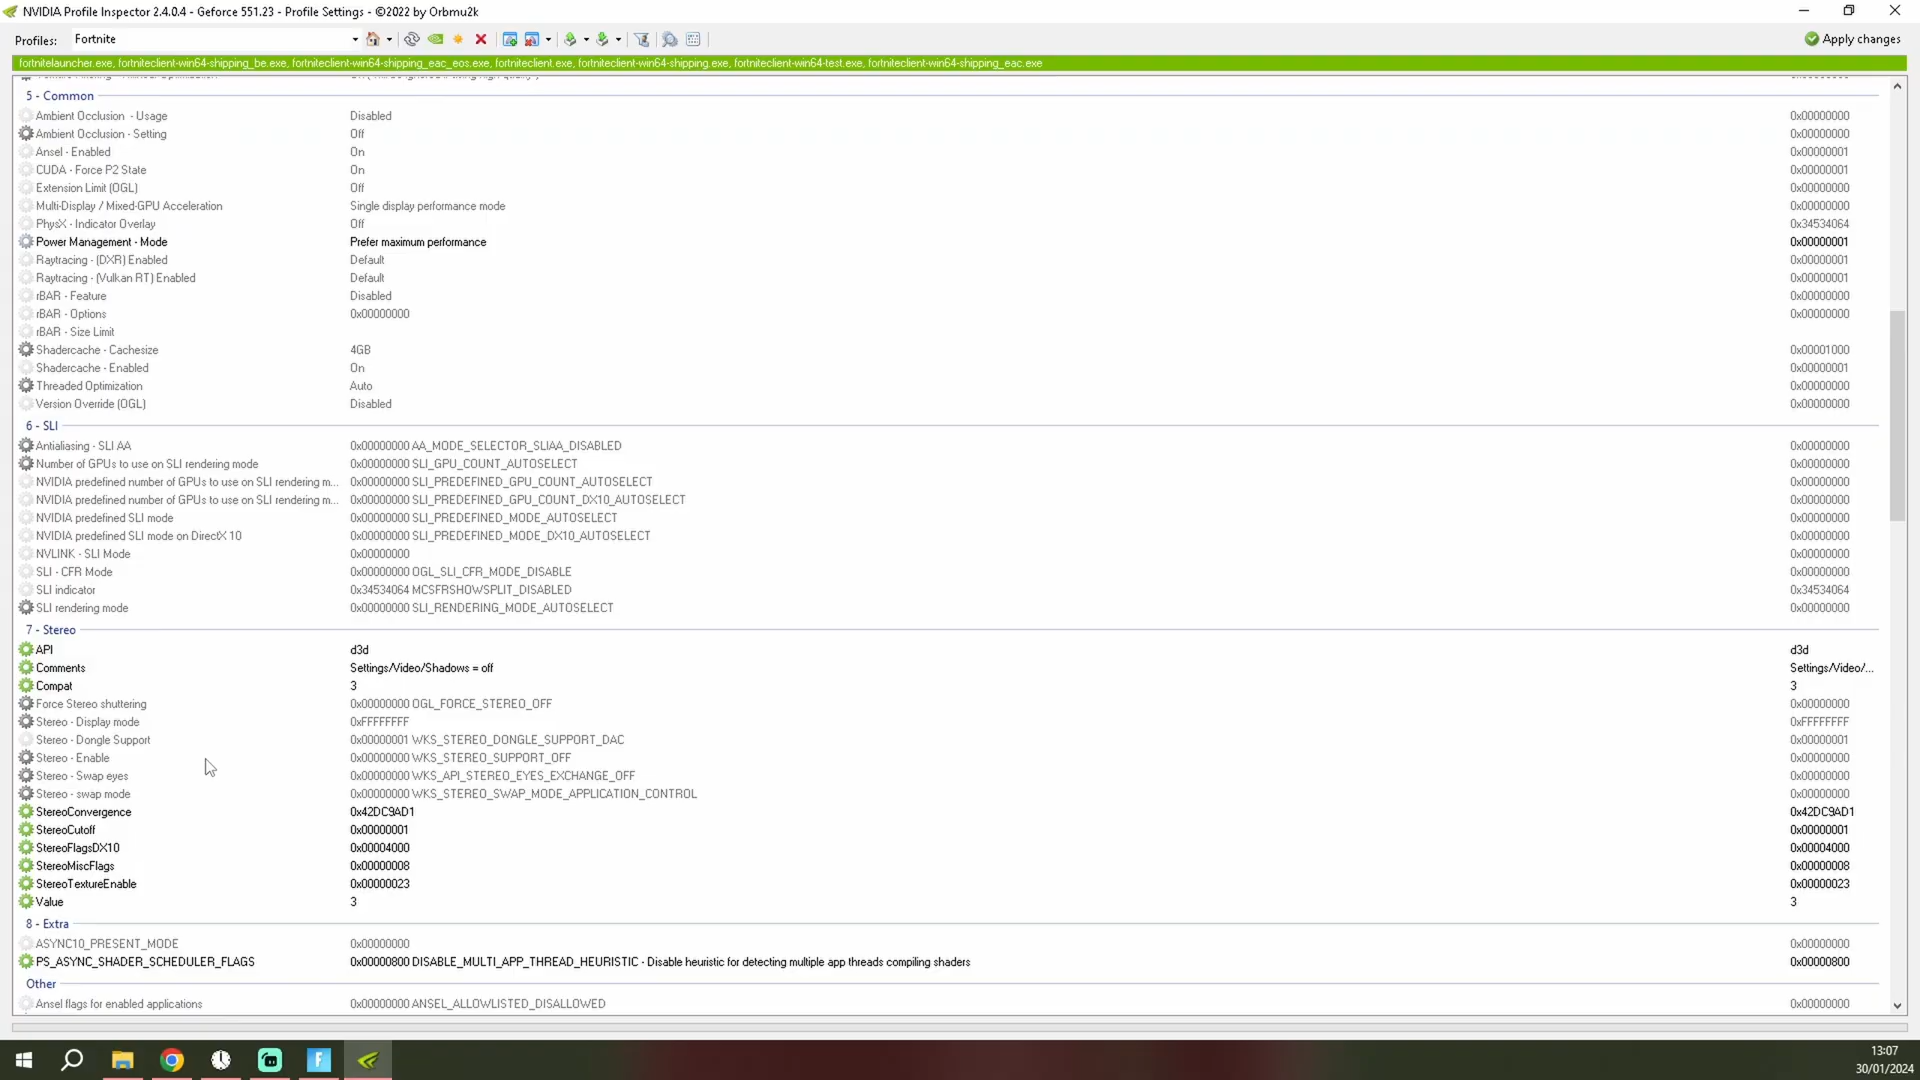 NVIDIA Profile Inspector 2.4.0.4 - Geforce 551.23 - Profile Settings - ©2022 by Orbmu2k
Profiles: Fortnite Apply changes
fortnitelauncher.exe, fortniteclient-win64-shipping_be.exe, fortniteclient-win64-shipping_eac_eos.exe, fortniteclient.exe, fortniteclient-win64-shipping.exe, fortniteclient-win64-test.exe, fortniteclient-win64-shipping_eac.exe
5 - Common
Ambient Occlusion - Usage Disabled 0x00000000
Ambient Occlusion - Setting Off 0x00000000
Ansel - Enabled On 0x00000001
CUDA - Force P2 State On 0x00000001
Extension Limit (OGL) Off 0x00000000
Multi-Display / Mixed-GPU Acceleration Single display performance mode 0x00000000
PhysX - Indicator Overlay Off 0x34534064
Power Management - Mode Prefer maximum performance 0x00000001
Raytracing - (DXR) Enabled Default 0x00000001
Raytracing - (Vulkan RT) Enabled Default 0x00000001
rBAR - Feature Disabled 0x00000000
rBAR - Options 0x00000000 0x00000000
rBAR - Size Limit
Shadercache - Cachesize 4GB 0x00001000
Shadercache - Enabled On 0x00000001
Threaded Optimization Auto 0x00000000
Version Override (OGL) Disabled 0x00000000
6 - SLI
Antialiasing - SLI AA 0x00000000 AA_MODE_SELECTOR_SLIAA_DISABLED 0x00000000
Number of GPUs to use on SLI rendering mode 0x00000000 SLI_GPU_COUNT_AUTOSELECT 0x00000000
NVIDIA predefined number of GPUs to use on SLI rendering m... 0x00000000 SLI_PREDEFINED_GPU_COUNT_AUTOSELECT 0x00000000
NVIDIA predefined number of GPUs to use on SLI rendering m... 0x00000000 SLI_PREDEFINED_GPU_COUNT_DX10_AUTOSELECT 0x00000000
NVIDIA predefined SLI mode 0x00000000 SLI_PREDEFINED_MODE_AUTOSELECT 0x00000000
NVIDIA predefined SLI mode on DirectX 10 0x00000000 SLI_PREDEFINED_MODE_DX10_AUTOSELECT 0x00000000
NVLINK - SLI Mode 0x00000000 0x00000000
SLI - CFR Mode 0x00000000 OGL_SLI_CFR_MODE_DISABLE 0x00000000
SLI indicator 0x34534064 MCSFRSHOWSPLIT_DISABLED 0x34534064
SLI rendering mode 0x00000000 SLI_RENDERING_MODE_AUTOSELECT 0x00000000
7 - Stereo
API d3d d3d
Comments Settings/Video/Shadows = off Settings/Video/...
Compat 3 3
Force Stereo shuttering 0x00000000 OGL_FORCE_STEREO_OFF 0x00000000
Stereo - Display mode 0xFFFFFFFF 0xFFFFFFFF
Stereo - Dongle Support 0x00000001 WKS_STEREO_DONGLE_SUPPORT_DAC 0x00000001
Stereo - Enable 0x00000000 WKS_STEREO_SUPPORT_OFF 0x00000000
Stereo - Swap eyes 0x00000000 WKS_API_STEREO_EYES_EXCHANGE_OFF 0x00000000
Stereo - swap mode 0x00000000 WKS_STEREO_SWAP_MODE_APPLICATION_CONTROL 0x00000000
StereoConvergence 0x42DC9AD1 0x42DC9AD1
StereoCutoff 0x00000001 0x00000001
StereoFlagsDX10 0x00004000 0x00004000
StereoMiscFlags 0x00000008 0x00000008
StereoTextureEnable 0x00000023 0x00000023
Value 3 3
8 - Extra
ASYNC10_PRESENT_MODE 0x00000000 0x00000000
PS_ASYNC_SHADER_SCHEDULER_FLAGS 0x00000800 DISABLE_MULTI_APP_THREAD_HEURISTIC - Disable heuristic for detecting multiple app threads compiling shaders 0x00000800
Other
Ansel flags for enabled applications 0x00000000 ANSEL_ALLOWLISTED_DISALLOWED 0x00000000
13:07
30/01/2024